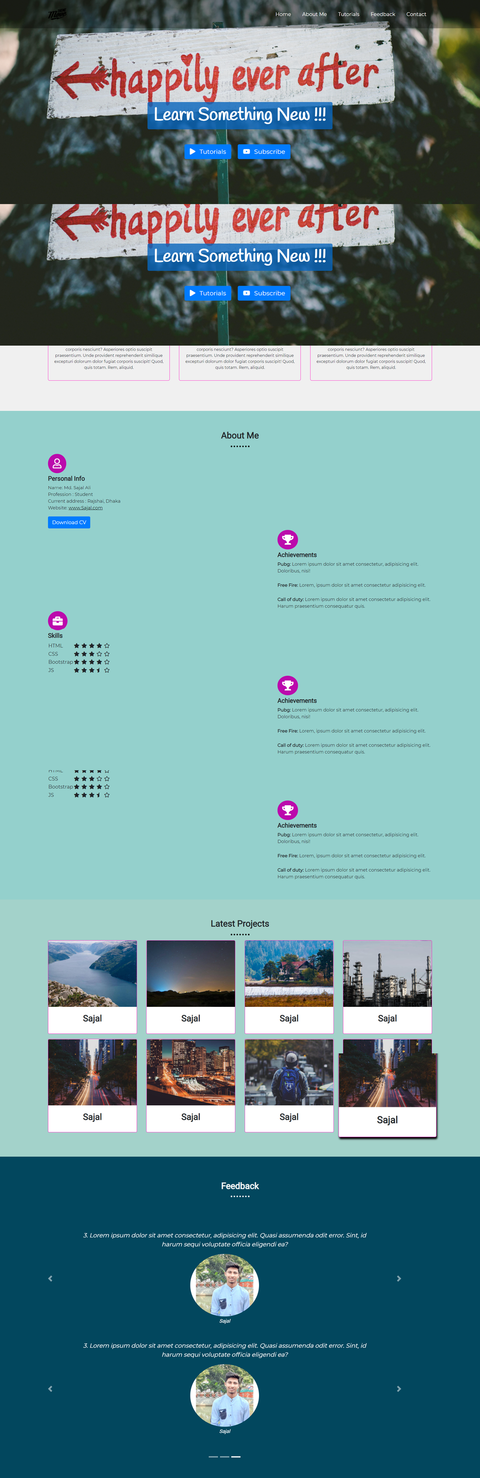 Home About Me Tutorials Feedback Contact
happily ever after
Learn Something New !!!
Tutorials Subscribe
happily ever after
Learn Something New !!!
Tutorials Subscribe
corporis nesciunt? Asperiores optio suscipit
praesentium. Unde provident reprehenderit similique
excepturi dolorum dolor fugiat corporis suscipit! Quod,
quis totam. Rem, aliquid.
corporis nesciunt? Asperiores optio suscipit
praesentium. Unde provident reprehenderit similique
excepturi dolorum dolor fugiat corporis suscipit! Quod,
quis totam. Rem, aliquid.
corporis nesciunt? Asperiores optio suscipit
praesentium. Unde provident reprehenderit similique
excepturi dolorum dolor fugiat corporis suscipit! Quod,
quis totam. Rem, aliquid.
About Me
Personal Info
Name: Md. Sajal Ali
Profession : Student
Current address : Rajshai, Dhaka
Website: www.Sajal.com
Download CV
Achievements
Pubg: Lorem ipsum dolor sit amet consectetur, adipisicing elit.
Doloribus, nisi!
Free Fire: Lorem, ipsum dolor sit amet consectetur adipisicing elit.
Call of duty: Lorem ipsum dolor sit amet consectetur adipisicing elit.
Harum praesentium consequatur quis.
Skills
HTML
CSS
Bootstrap
JS
Achievements
Pubg: Lorem ipsum dolor sit amet consectetur, adipisicing elit.
Doloribus, nisi!
Free Fire: Lorem, ipsum dolor sit amet consectetur adipisicing elit.
Call of duty: Lorem ipsum dolor sit amet consectetur adipisicing elit.
Harum praesentium consequatur quis.
HTML
CSS
Bootstrap
JS
Achievements
Pubg: Lorem ipsum dolor sit amet consectetur, adipisicing elit.
Doloribus, nisi!
Free Fire: Lorem, ipsum dolor sit amet consectetur adipisicing elit.
Call of duty: Lorem ipsum dolor sit amet consectetur adipisicing elit.
Harum praesentium consequatur quis.
Latest Projects
Sajal Sajal Sajal Sajal
Sajal Sajal Sajal Sajal
Feedback
3. Lorem ipsum dolor sit amet consectetur, adipisicing elit. Quasi assumenda odit error. Sint, id
harum sequi voluptate officia eligendi ea?
Sajal
3. Lorem ipsum dolor sit amet consectetur, adipisicing elit. Quasi assumenda odit error. Sint, id
harum sequi voluptate officia eligendi ea?
Sajal